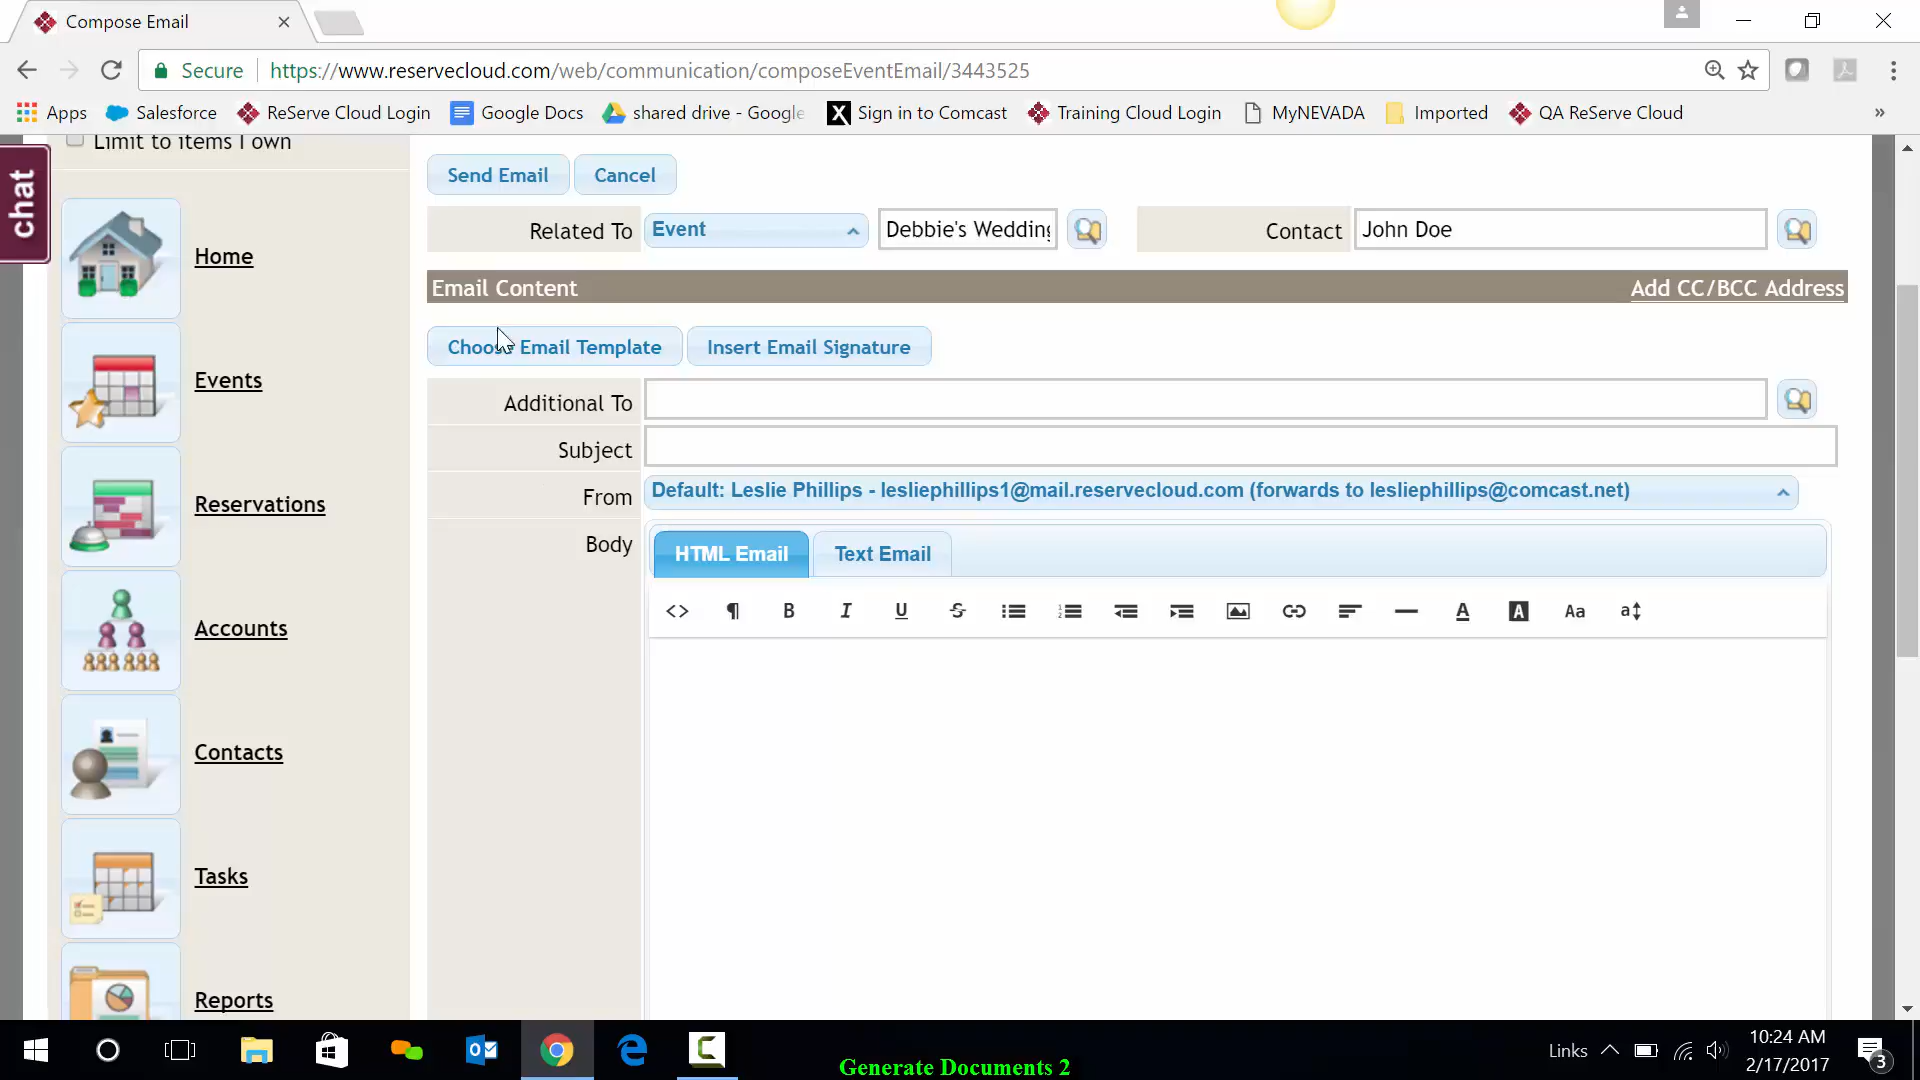 Compose Email
Secure https://www.reservecloud.com/web/communication/composeEventEmail/3443525
Apps Salesforce ReServe Cloud Login Google Docs shared drive - Google X Sign in to Comcast Training Cloud Login MyNEVADA Imported QA ReServe Cloud »
chat
Limit to items I own
Home
Events
Reservations
Accounts
Contacts
Tasks
Reports
Send Email Cancel
Related To Event Debbie's Wedding Contact John Doe
Email Content Add CC/BCC Address
Choose Email Template Insert Email Signature
Additional To
Subject
From Default: Leslie Phillips - lesliephillips1@mail.reservecloud.com (forwards to lesliephillips@comcast.net)
Body HTML Email Text Email
<> ¶ B I U S A A Aa a
Links 10:24 AM
2/17/2017 3
Generate Documents 2